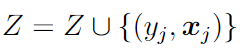 Z = Z ∪ {(y_j, x_j)}